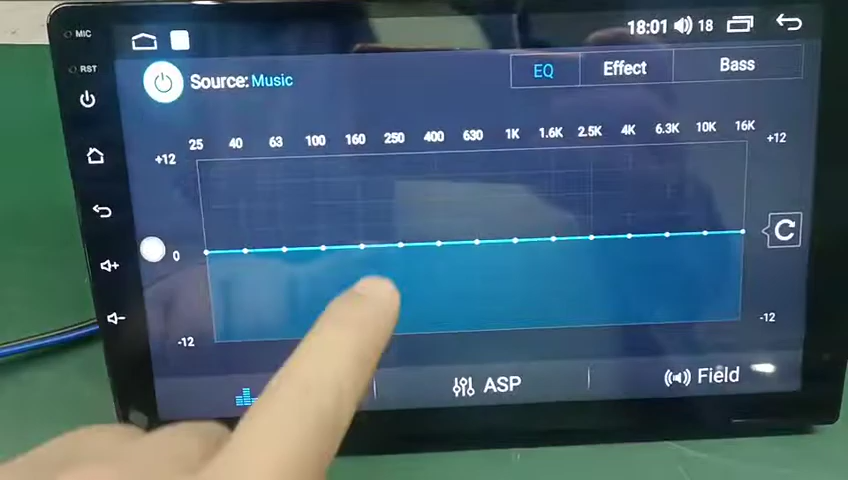 MIC
18:01 18
RST
Source: Music
EQ Effect Bass
25 40 63 100 160 250 400 630 1K 1.6K 2.5K 4K 6.3K 10K 16K
+12 +12
0
-12 -12
ASP Field